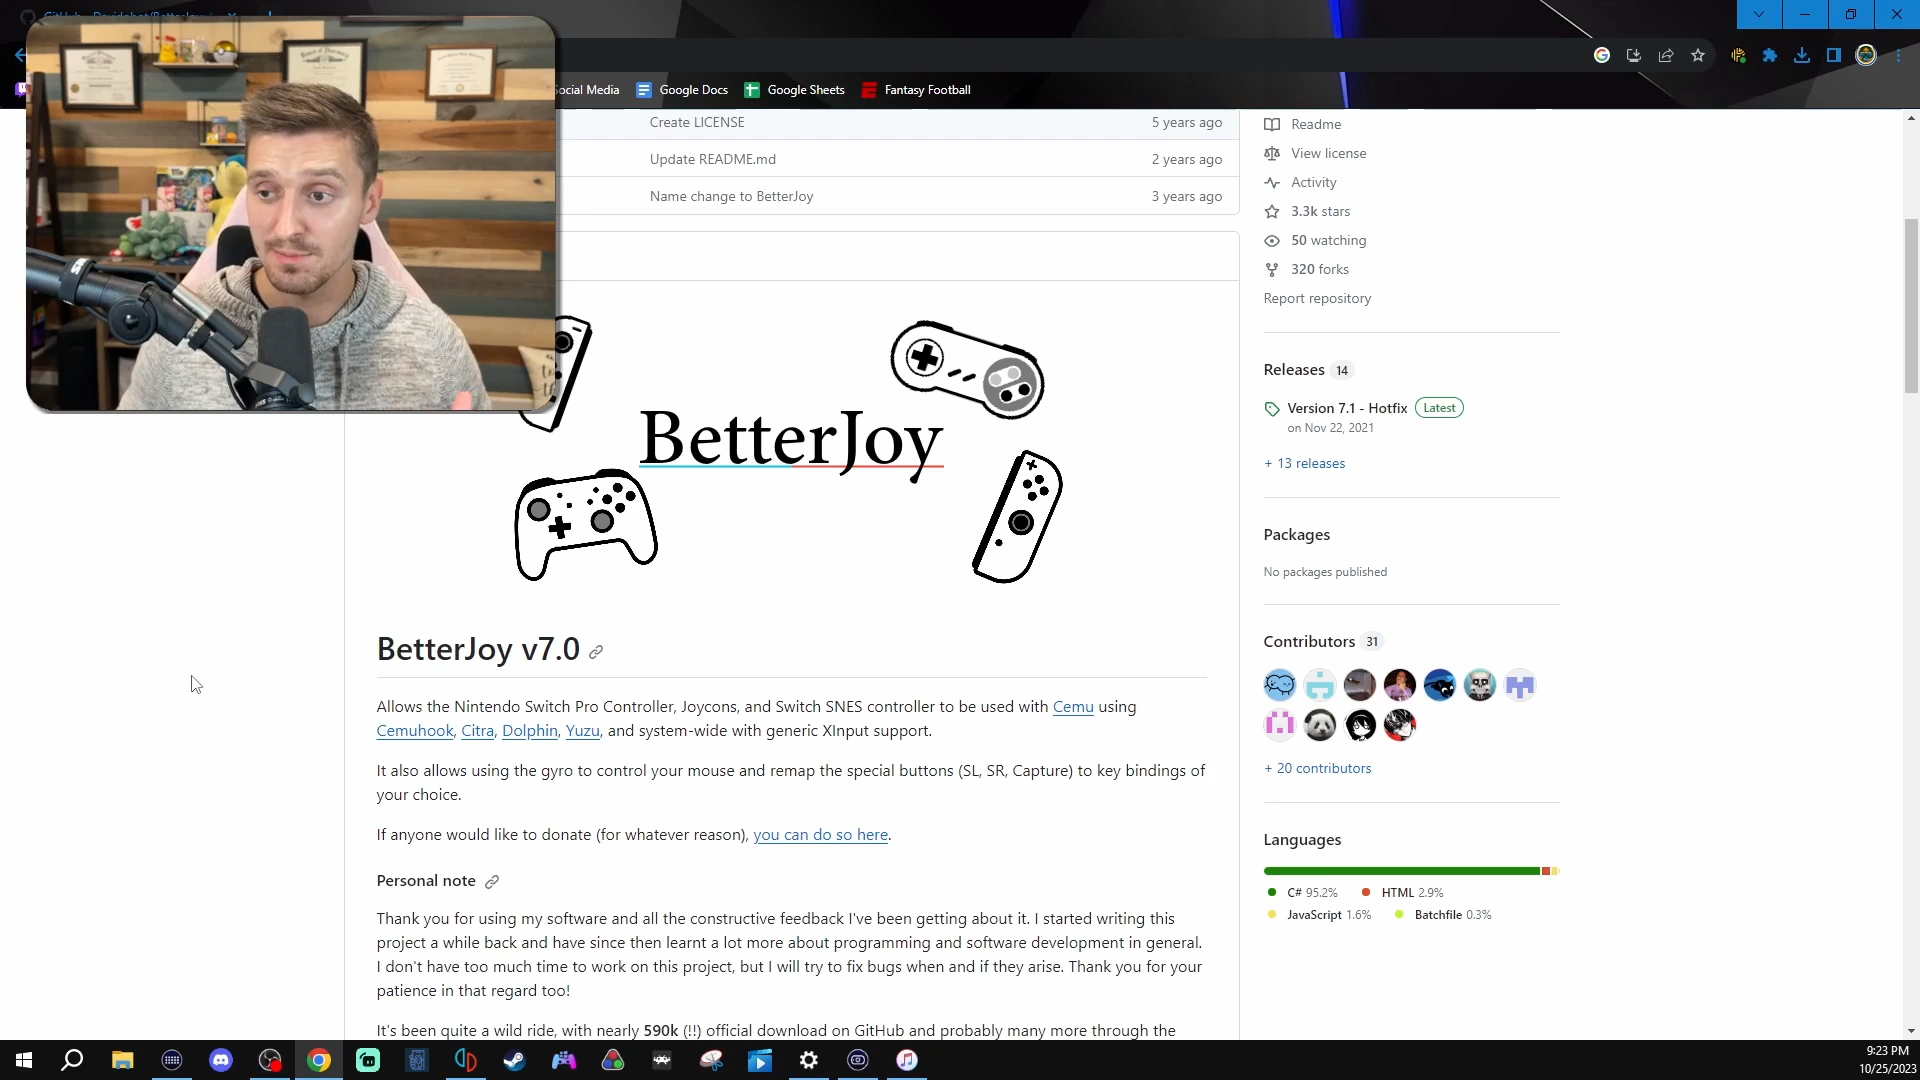 Social Media
Google Docs
Google Sheets
Fantasy Football
Create LICENSE
5 years ago
Update README.md
2 years ago
Name change to BetterJoy
3 years ago
BetterJoy
BetterJoy v7.0
Allows the Nintendo Switch Pro Controller, Joycons, and Switch SNES controller to be used with Cemu using
Cemuhook, Citra, Dolphin, Yuzu, and system-wide with generic XInput support.
It also allows using the gyro to control your mouse and remap the special buttons (SL, SR, Capture) to key bindings of
your choice.
If anyone would like to donate (for whatever reason), you can do so here.
Personal note
Thank you for using my software and all the constructive feedback I've been getting about it. I started writing this
project a while back and have since then learnt a lot more about programming and software development in general.
I don't have too much time to work on this project, but I will try to fix bugs when and if they arise. Thank you for your
patience in that regard too!
It's been quite a wild ride, with nearly 590k (!!) official download on GitHub and probably many more through the
Readme
View license
Activity
3.3k stars
50 watching
320 forks
Report repository
Releases 14
Version 7.1 - Hotfix Latest
on Nov 22, 2021
+ 13 releases
Packages
No packages published
Contributors 31
+ 20 contributors
Languages
C# 95.2% HTML 2.9%
JavaScript 1.6% Batchfile 0.3%
9:23 PM
10/25/2023